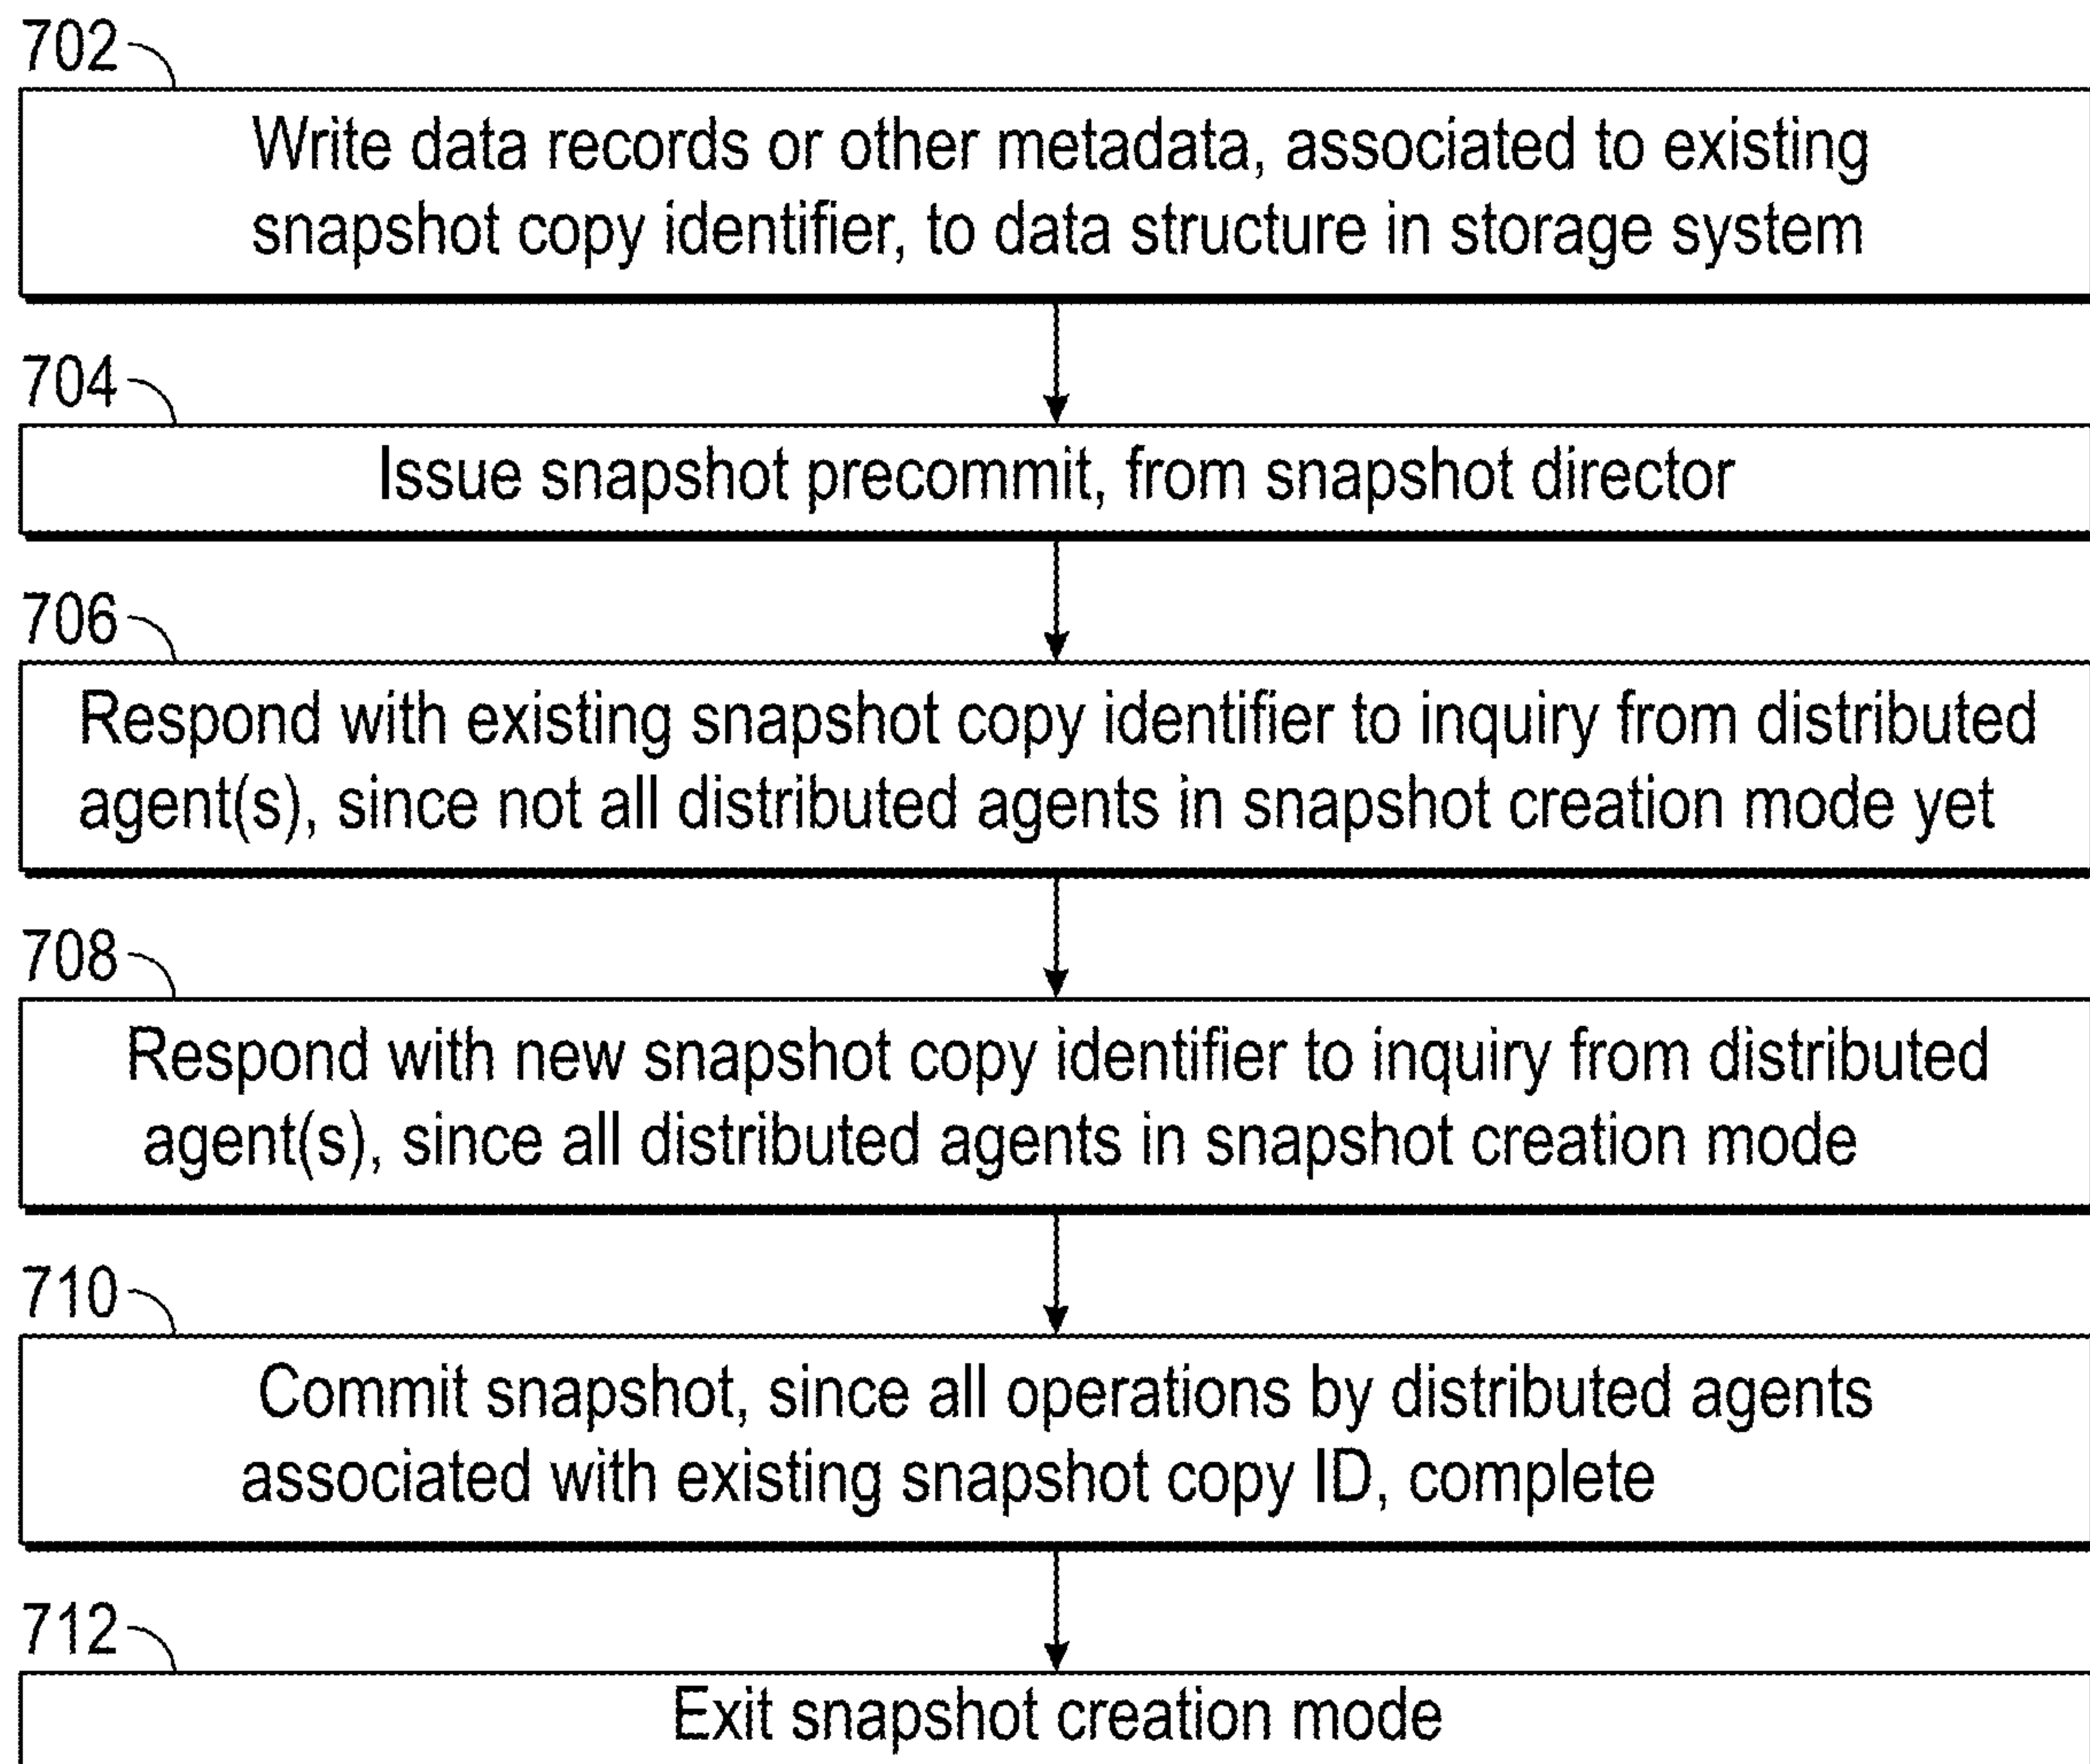 702
Write data records or other metadata, associated to existing
snapshot copy identifier, to data structure in storage system
704
Issue snapshot precommit, from snapshot director
706
Respond with existing snapshot copy identifier to inquiry from distributed
agent(s), since not all distributed agents in snapshot creation mode yet
708
Respond with new snapshot copy identifier to inquiry from distributed
agent(s), since all distributed agents in snapshot creation mode
710
Commit snapshot, since all operations by distributed agents
associated with existing snapshot copy ID, complete
712
Exit snapshot creation mode